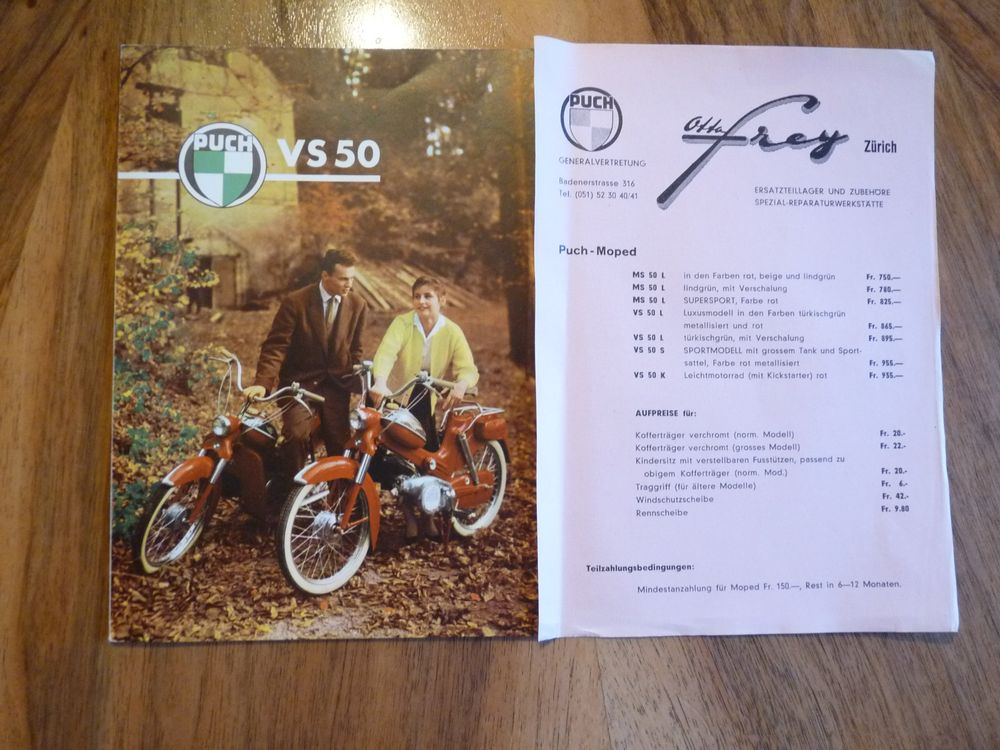 PUCH
VS 50
PUCH
GENERALVERTRETUNG
Otto Frey Zürich
Badenerstrasse 316
Tel. (051) 52 30 40/41
ERSATZTEILLAGER UND ZUBEHÖRE
SPEZIAL-REPARATURWERKSTÄTTE
Puch-Moped
MS 50 L in den Farben rot, beige und lindgrün Fr. 750.—
MS 50 L lindgrün, mit Verschalung Fr. 780.—
MS 50 L SUPERSPORT, Farbe rot Fr. 825.—
VS 50 L Luxusmodell in den Farben türkischgrün
metallisiert und rot Fr. 865.—
VS 50 L türkischgrün, mit Verschalung Fr. 895.—
VS 50 S SPORTMODELL mit grossem Tank und Sport-
sattel, Farbe rot metallisiert Fr. 955.—
VS 50 K Leichtmotorrad (mit Kickstarter) rot Fr. 935.—
AUFPREISE für:
Kofferträger verchromt (norm. Modell) Fr. 20.-
Kofferträger verchromt (grosses Modell) Fr. 22.-
Kindersitz mit verstellbaren Fusstützen, passend zu
obigem Kofferträger (norm. Mod.) Fr. 20.-
Traggriff (für ältere Modelle) Fr. 6.-
Windschutzscheibe Fr. 42.-
Rennscheibe Fr. 9.80
Teilzahlungsbedingungen:
Mindestanzahlung für Moped Fr. 150.—, Rest in 6—12 Monaten.